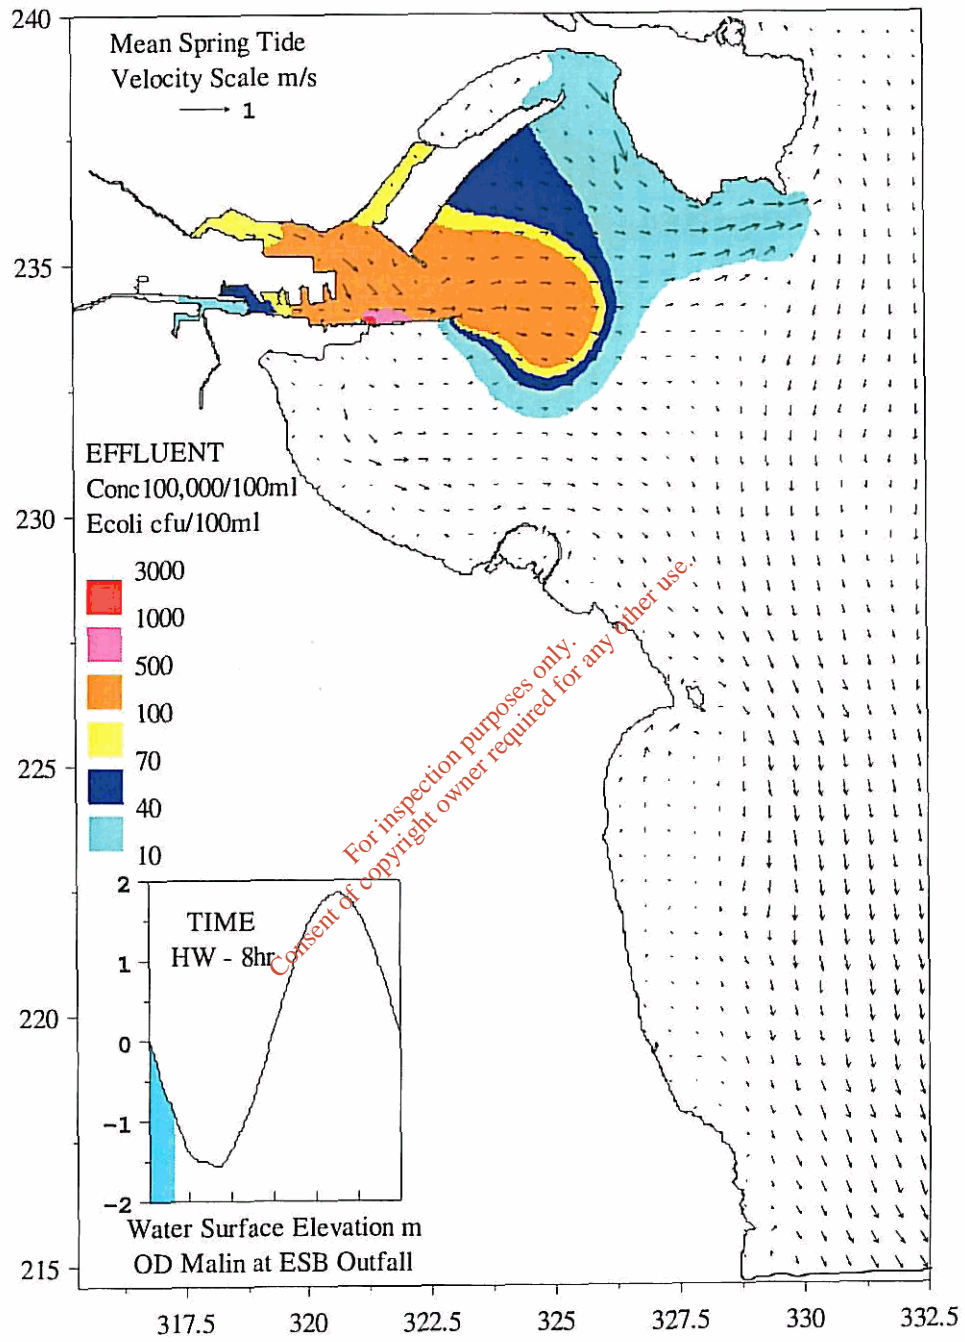 240
Mean Spring Tide
Velocity Scale m/s
1
235
EFFLUENT
Conc100,000/100ml
Ecoli cfu/100ml
230
3000
1000
500
100
70
40
10
225
For inspection purposes only.
Consent of copyright owner required for any other use.
2
TIME
HW - 8hr
1
0
-1
-2
220
Water Surface Elevation m
OD Malin at ESB Outfall
215
317.5 320 322.5 325 327.5 330 332.5